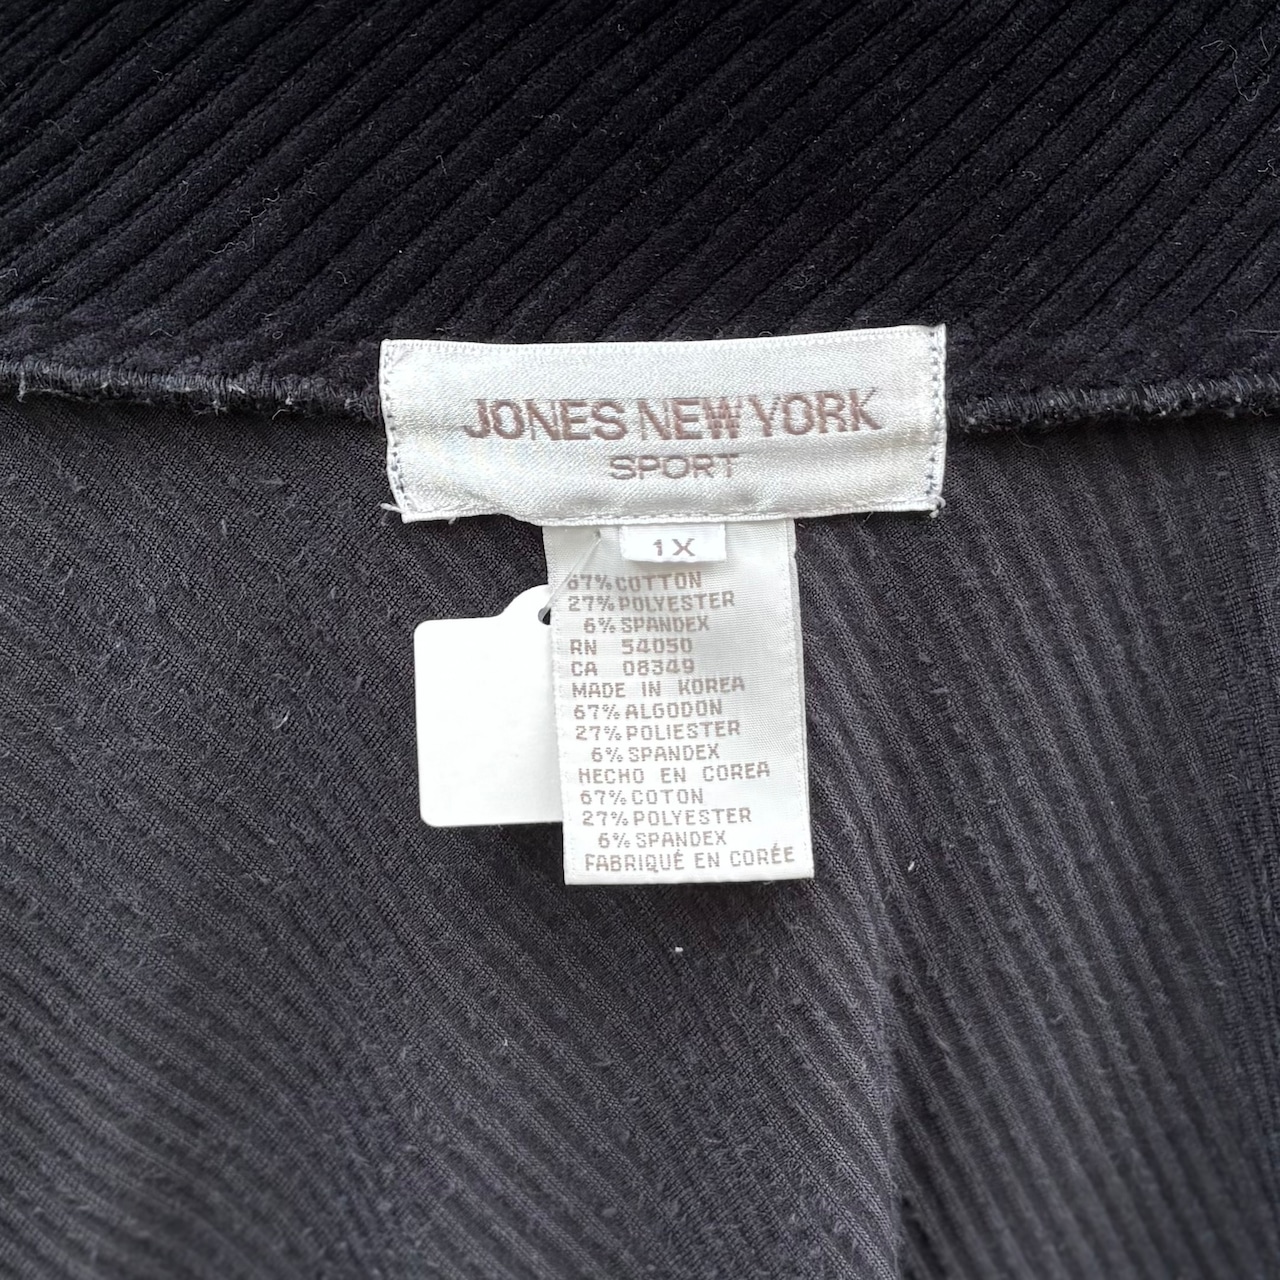 JONES NEW YORK
SPORT
1X
67% COTTON
27% POLYESTER
6% SPANDEX
RN 54050
CA 08349
MADE IN KOREA
67% ALGODON
27% POLIESTER
6% SPANDEX
HECHO EN COREA
67% COTON
27% POLYESTER
6% SPANDEX
FABRIQUÉ EN CORÉE